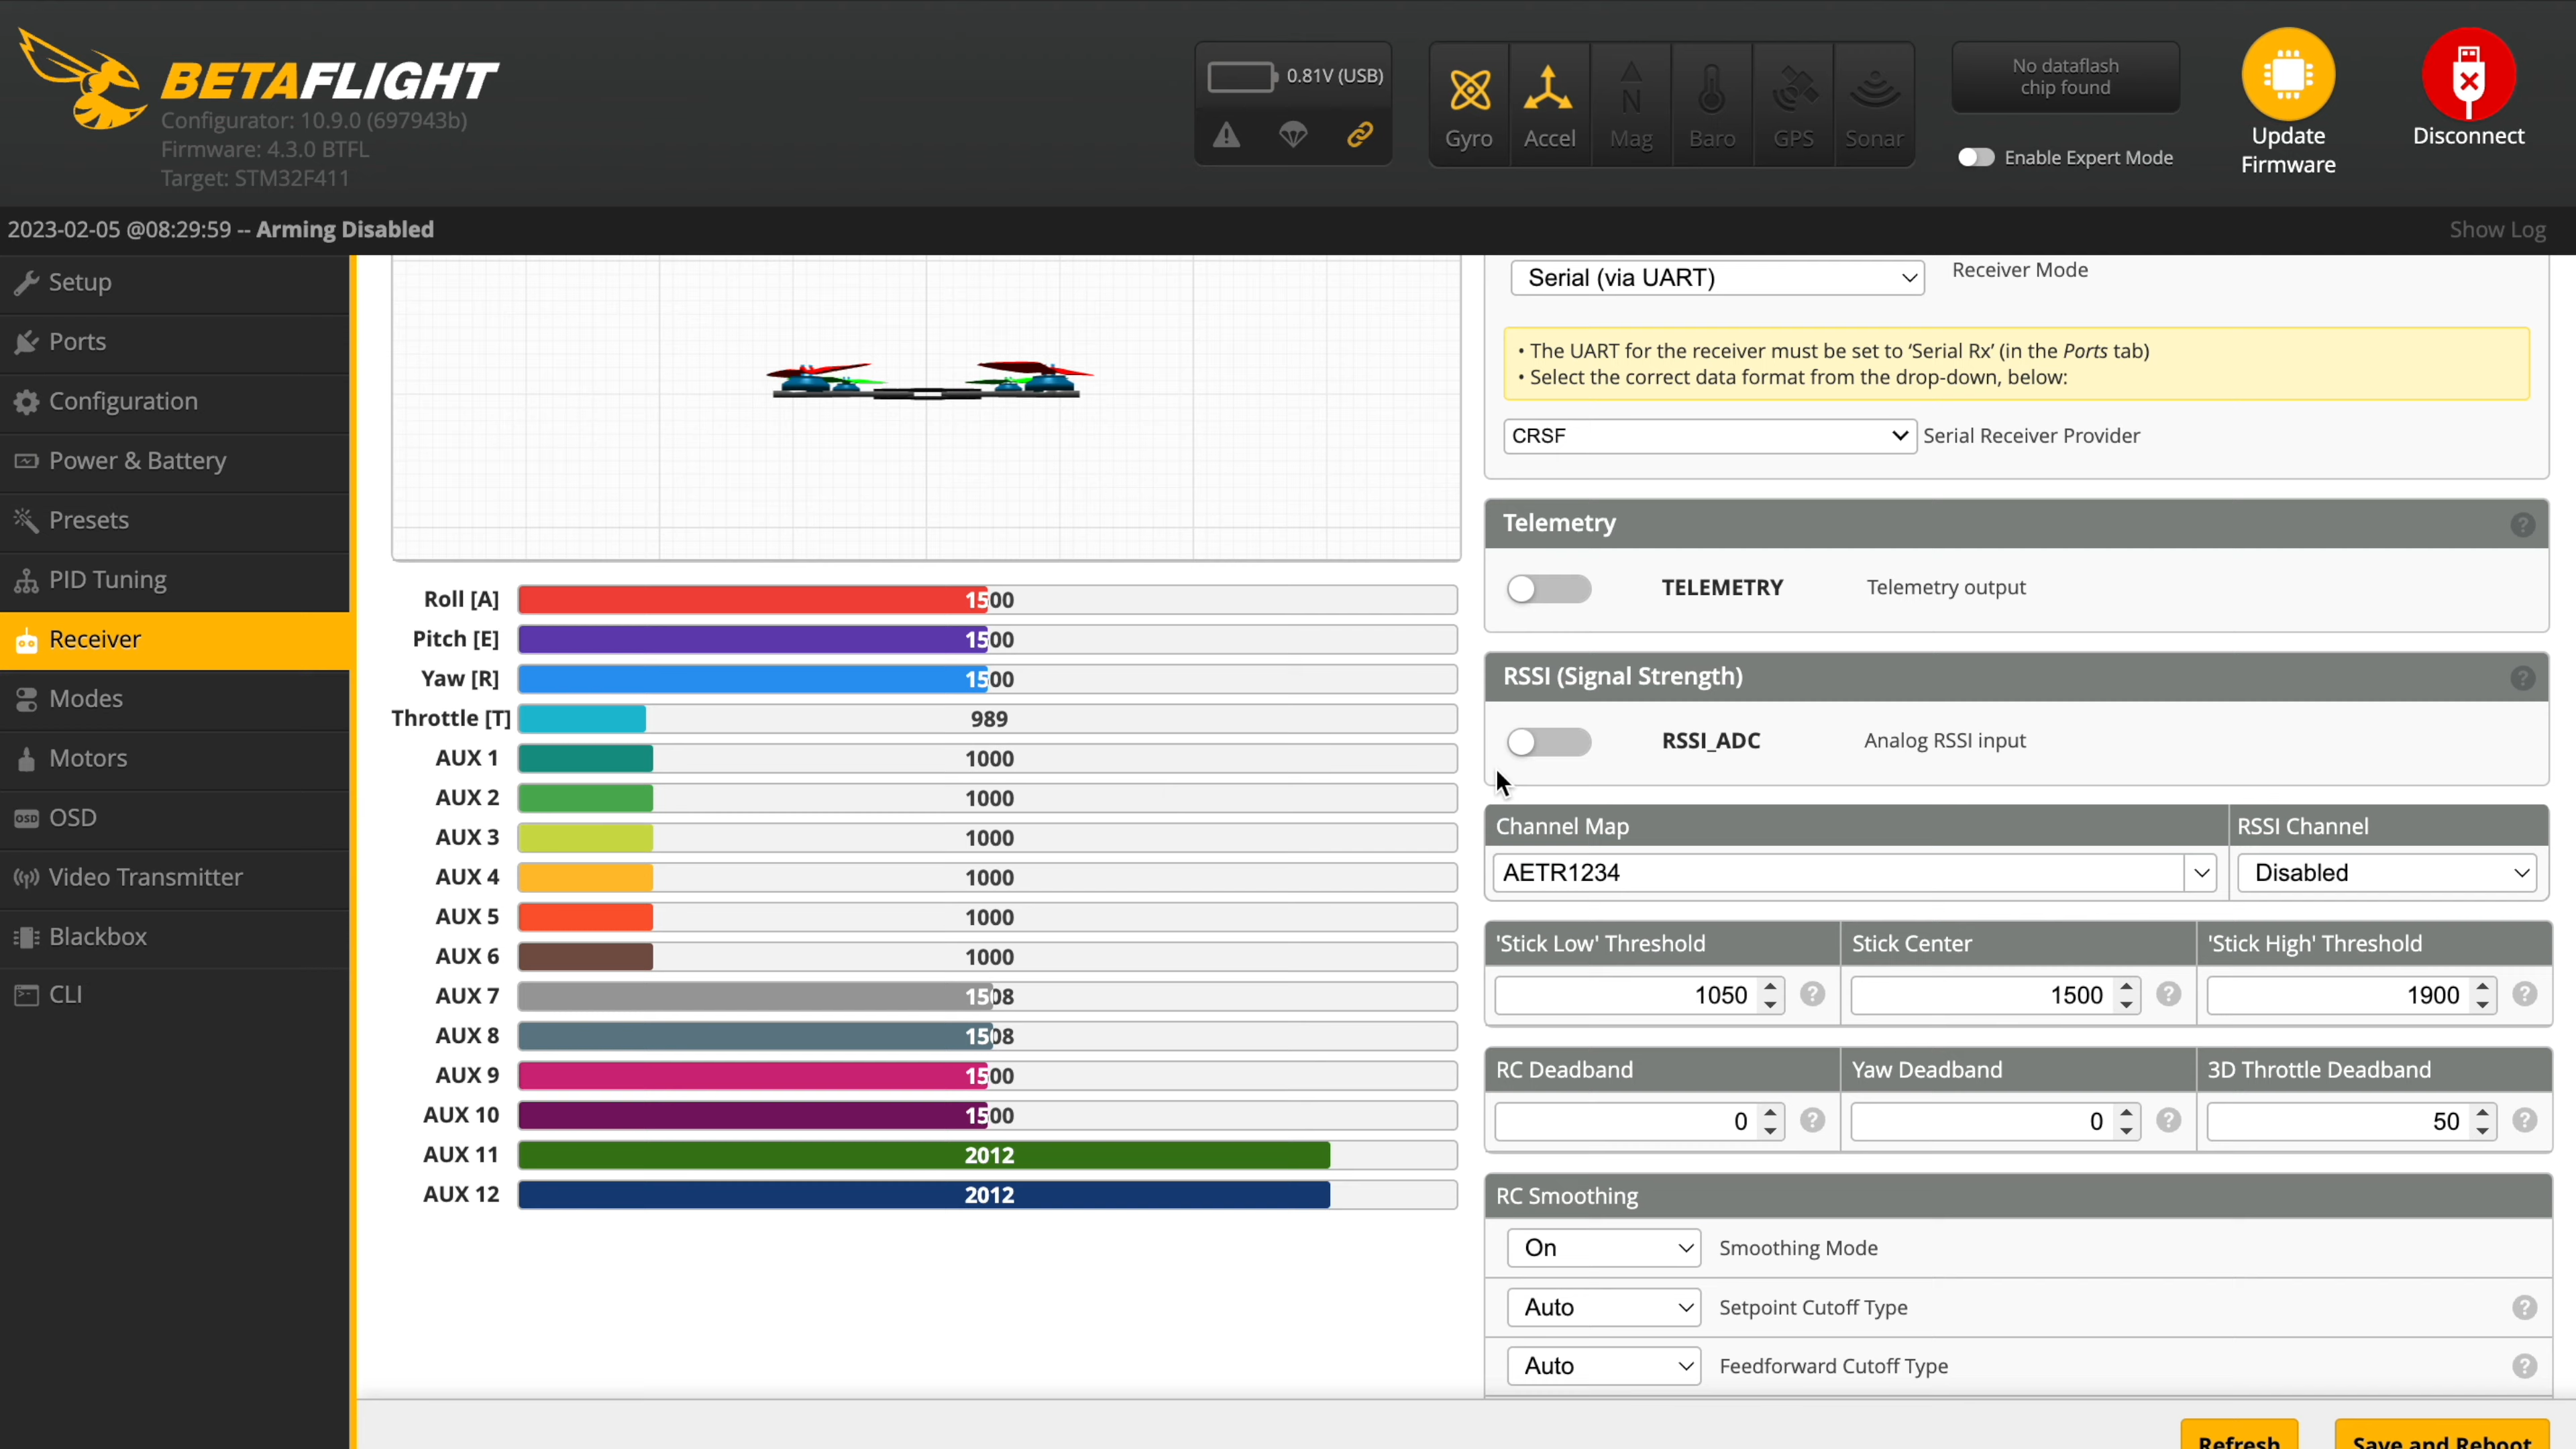 BETAFLIGHT
Configurator: 10.9.0 (697943b)
Firmware: 4.3.0 BTFL
Target: STM32F411
0.81V (USB)
Gyro
Accel
N
Mag
Baro
GPS
Sonar
No dataflash
chip found
Enable Expert Mode
Update
Firmware
Disconnect
2023-02-05 @08:29:59 -- Arming Disabled
Show Log
Setup
Ports
Configuration
Power & Battery
Presets
PID Tuning
Receiver
Modes
Motors
OSD OSD
Video Transmitter
Blackbox
CLI
Roll [A] 1500
Pitch [E] 1500
Yaw [R] 1500
Throttle [T] 989
AUX 1 1000
AUX 2 1000
AUX 3 1000
AUX 4 1000
AUX 5 1000
AUX 6 1000
AUX 7 1508
AUX 8 1508
AUX 9 1500
AUX 10 1500
AUX 11 2012
AUX 12 2012
Serial (via UART) Receiver Mode
• The UART for the receiver must be set to ‘Serial Rx’ (in the Ports tab)
• Select the correct data format from the drop-down, below:
CRSF Serial Receiver Provider
Telemetry ?
TELEMETRY Telemetry output
RSSI (Signal Strength) ?
RSSI_ADC Analog RSSI input
Channel Map RSSI Channel
AETR1234 Disabled
'Stick Low' Threshold Stick Center 'Stick High' Threshold
1050 ? 1500 ? 1900 ?
RC Deadband Yaw Deadband 3D Throttle Deadband
0 ? 0 ? 50 ?
RC Smoothing
On Smoothing Mode
Auto Setpoint Cutoff Type ?
Auto Feedforward Cutoff Type ?
Refresh Save and Reboot